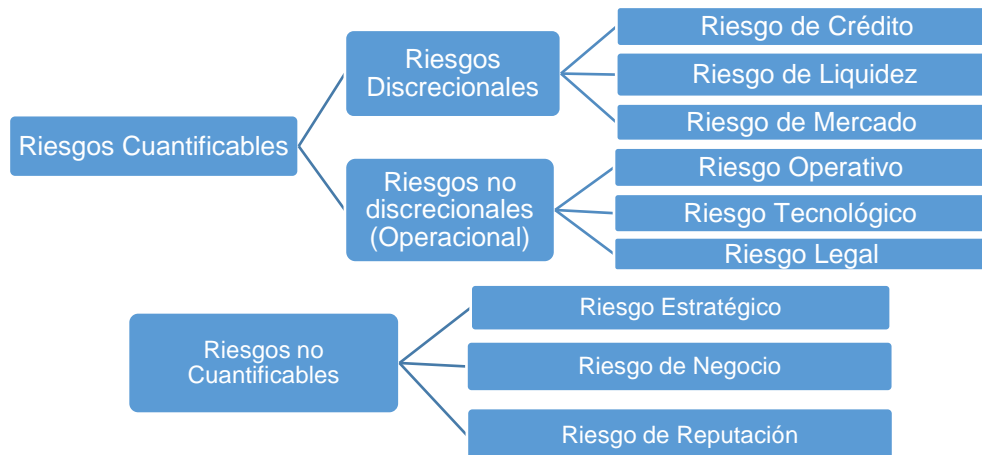 Riesgos Cuantificables
Riesgos
Discrecionales
Riesgo de Crédito
Riesgo de Liquidez
Riesgo de Mercado
Riesgos no
discrecionales
(Operacional)
Riesgo Operativo
Riesgo Tecnológico
Riesgo Legal
Riesgos no
Cuantificables
Riesgo Estratégico
Riesgo de Negocio
Riesgo de Reputación